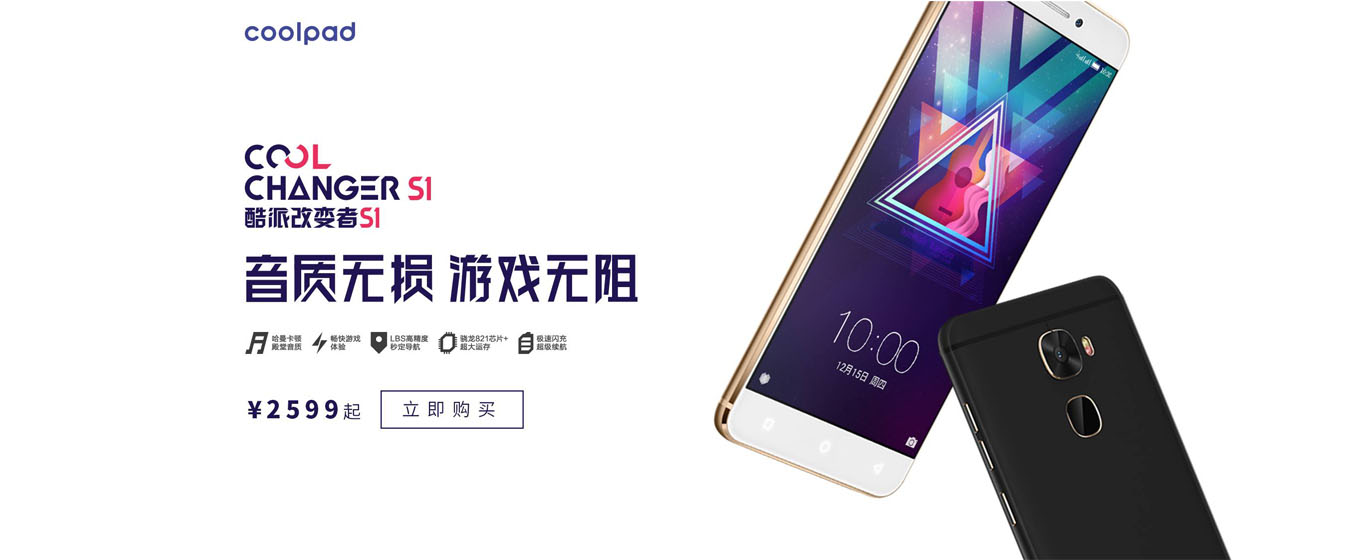 coolpad
COOL
CHANGER S1
酷派改变者S1
音质无损 游戏无阻
哈曼卡顿
殿堂音质
畅快游戏
体验
LBS高精度
秒定导航
骁龙821芯片+
超大运存
极速闪充
超级续航
¥2599起
立即购买
10:00
12月15日 周四